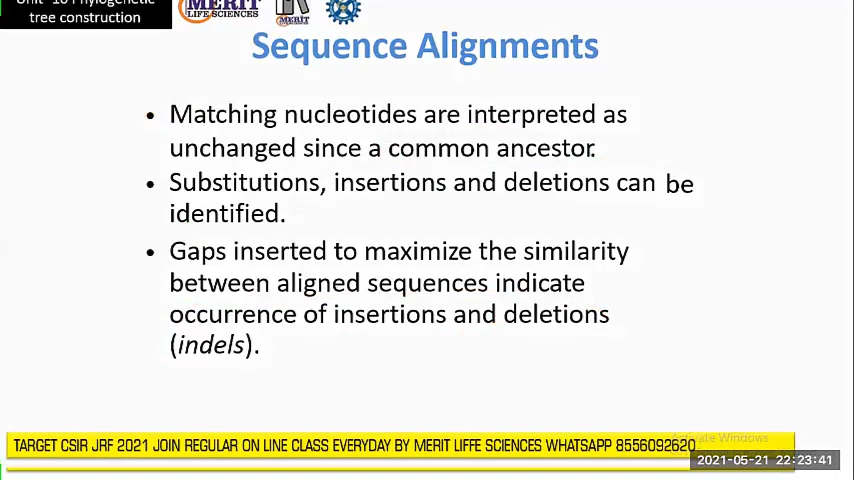 Unit- 10 Phylogenetic
tree construction
MERIT
LIFE SCIENCES
MERIT
Sequence Alignments
• Matching nucleotides are interpreted as
unchanged since a common ancestor.
• Substitutions, insertions and deletions can be
identified.
• Gaps inserted to maximize the similarity
between aligned sequences indicate
occurrence of insertions and deletions
(indels).
TARGET CSIR JRF 2021 JOIN REGULAR ON LINE CLASS EVERYDAY BY MERIT LIFFE SCIENCES WHATSAPP 8556092620
Activate Windows
2021-05-21 22:23:41